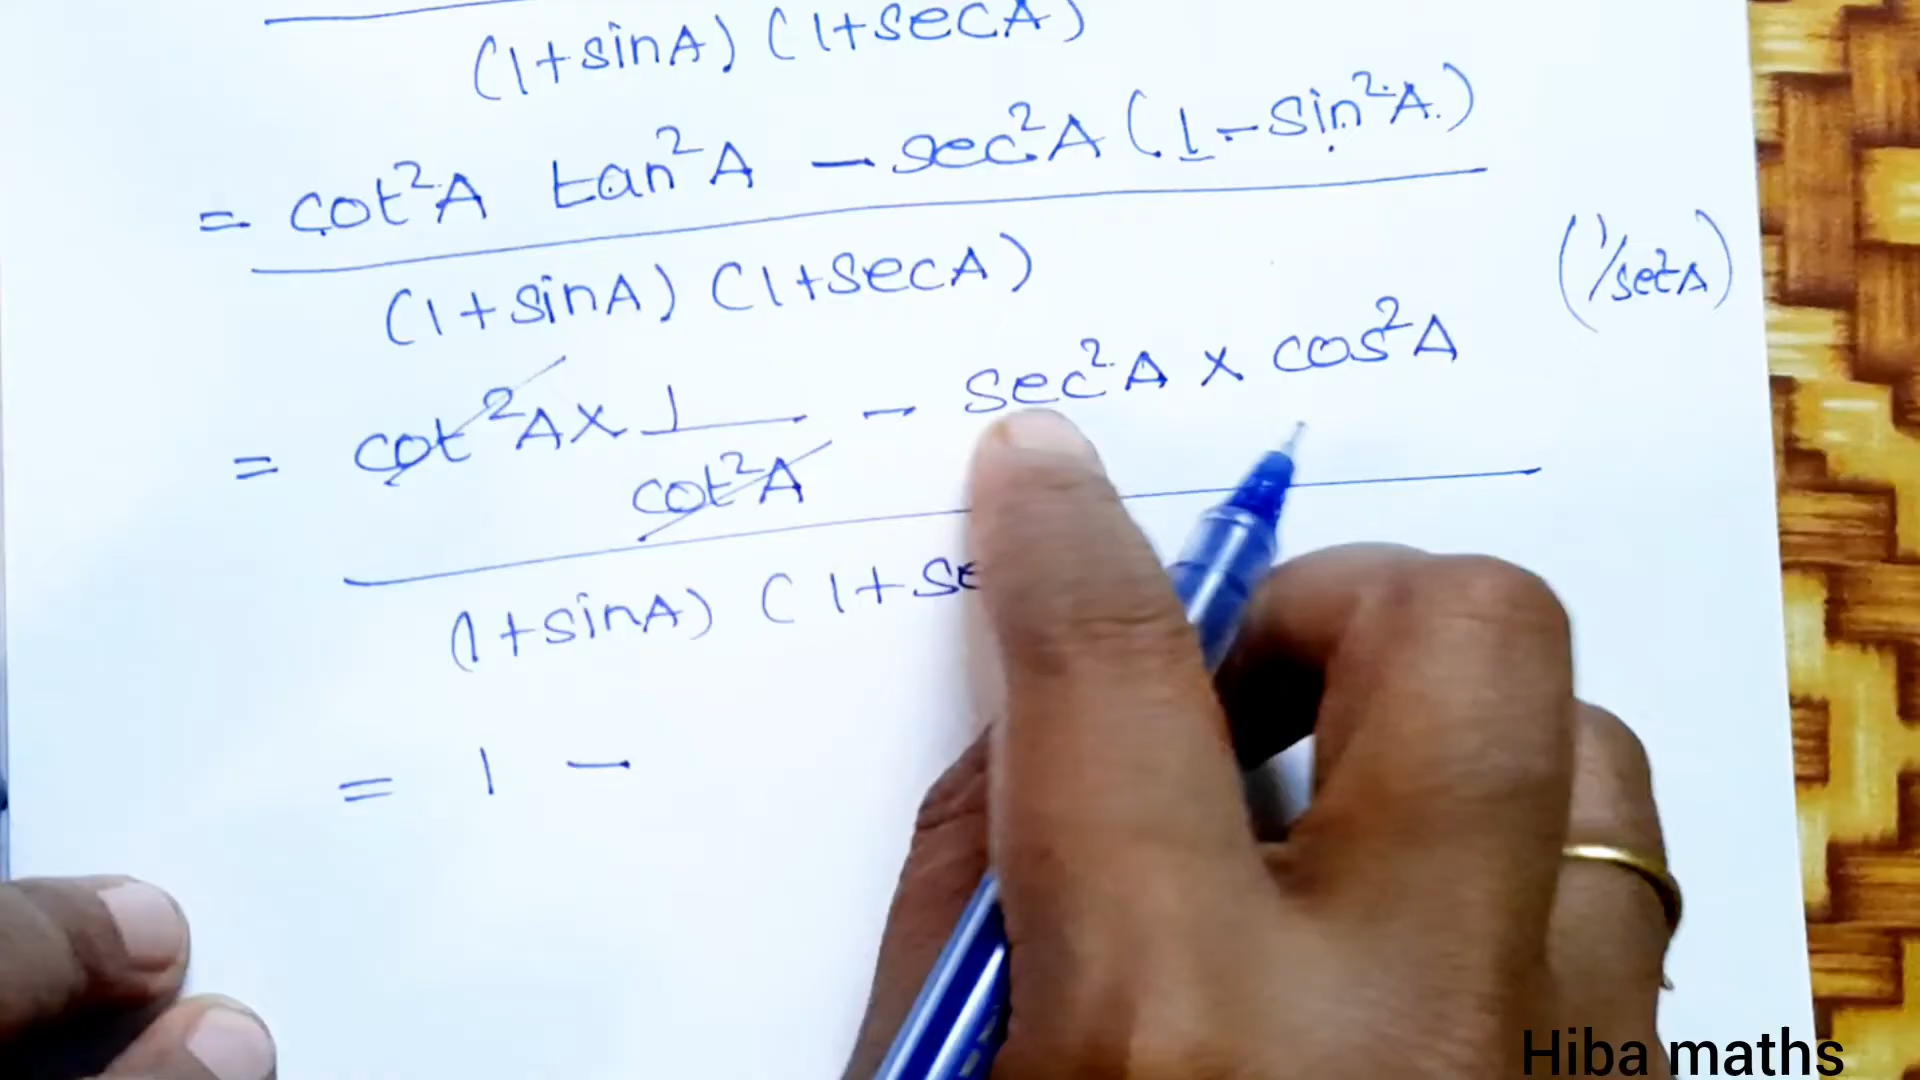 (1+sinA) (1+secA)
= cot²A tan²A - sec²A (1 - sin²A)
(1+sinA) (1+secA)
(1/sec²A)
= cot²A × 1 - sec²A × cos²A
cot²A
(1+sinA) (1+se
= 1 -
Hiba maths